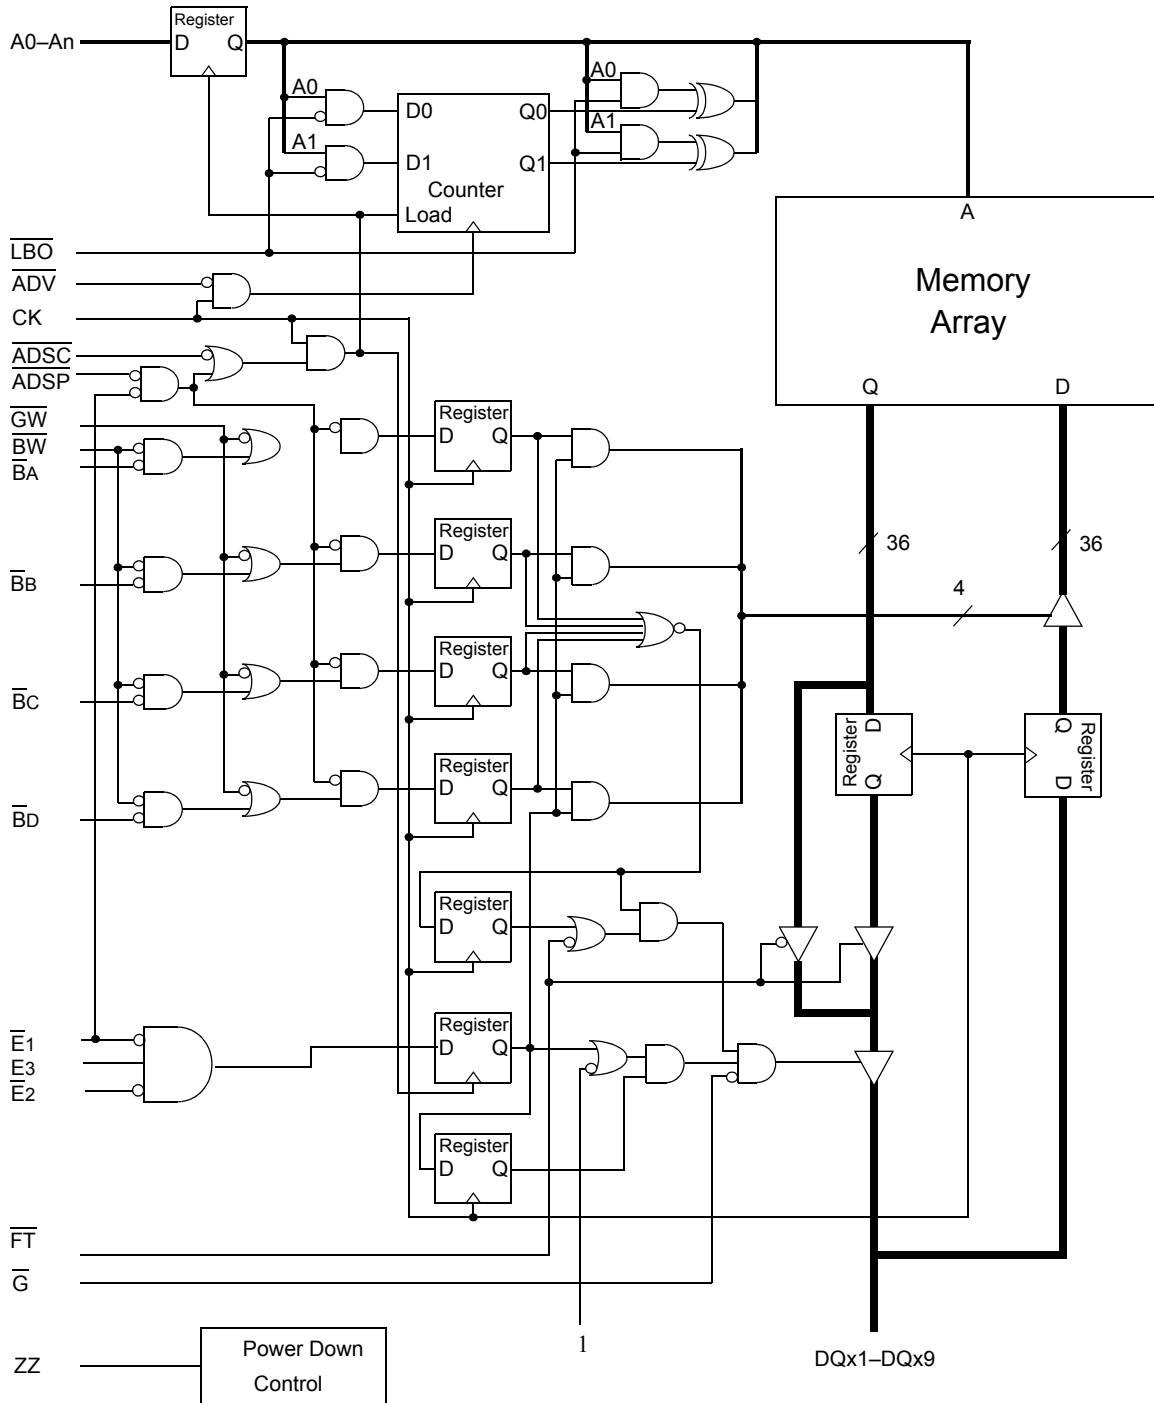 Register
A0–An
D Q
A0
A0
D0
Q0
A1
A1
D1
Q1
Counter
Load
A
LBO
ADV
Memory
CK
Array
ADSC
ADSP
Q
D
GW
Register
BW
D Q
BA
Register
36
36
D Q
BB
4
Register
D Q
BC
Register
D
Q
Q
Register
D
Register
D Q
BD
Register
D Q
Register
E1
D Q
E3
E2
Register
D Q
FT
G
1
Power Down
ZZ
Control
DQx1–DQx9